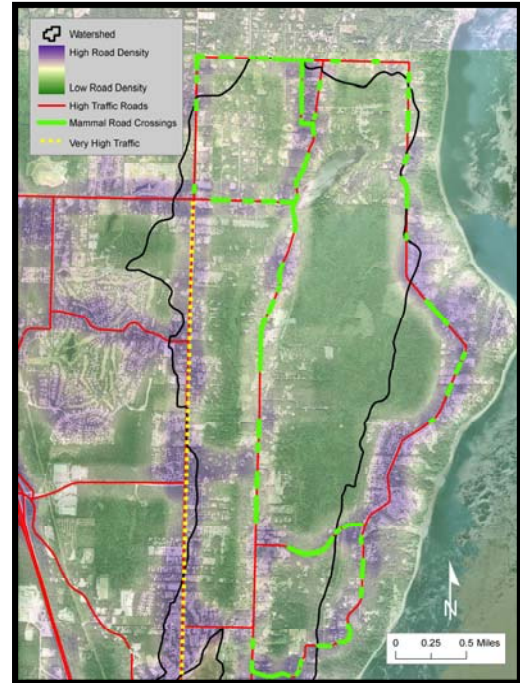 Watershed
High Road Density
Low Road Density
High Traffic Roads
Mammal Road Crossings
Very High Traffic
N
0 0.25 0.5 Miles